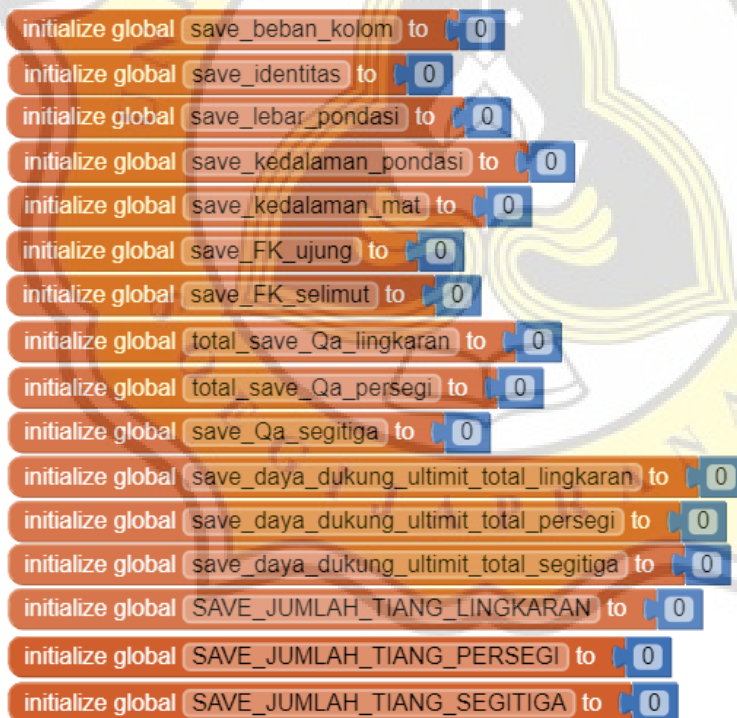 initialize global save_beban_kolom to 0
initialize global save_identitas to 0
initialize global save_lebar_pondasi to 0
initialize global save_kedalaman_pondasi to 0
initialize global save_kedalaman_mat to 0
initialize global save_FK_ujung to 0
initialize global save_FK_selimut to 0
initialize global total_save_Qa_lingkaran to 0
initialize global total_save_Qa_persegi to 0
initialize global save_Qa_segitiga to 0
initialize global save_daya_dukung_ultimit_total_lingkaran to 0
initialize global save_daya_dukung_ultimit_total_persegi to 0
initialize global save_daya_dukung_ultimit_total_segitiga to 0
initialize global SAVE_JUMLAH_TIANG_LINGKARAN to 0
initialize global SAVE_JUMLAH_TIANG_PERSEGI to 0
initialize global SAVE_JUMLAH_TIANG_SEGITIGA to 0